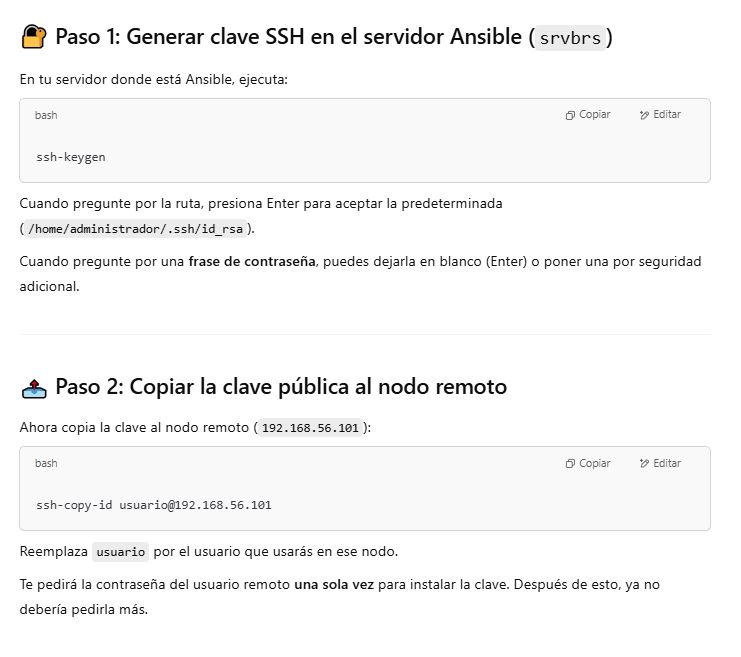 Paso 1: Generar clave SSH en el servidor Ansible (srvbrs)
En tu servidor donde está Ansible, ejecuta:
bash
Copiar
Editar
ssh-keygen
Cuando pregunte por la ruta, presiona Enter para aceptar la predeterminada
(/home/administrador/.ssh/id_rsa).
Cuando pregunte por una frase de contraseña, puedes dejarla en blanco (Enter) o poner una por seguridad
adicional.
Paso 2: Copiar la clave pública al nodo remoto
Ahora copia la clave al nodo remoto (192.168.56.101):
bash
Copiar
Editar
ssh-copy-id usuario@192.168.56.101
Reemplaza usuario por el usuario que usarás en ese nodo.
Te pedirá la contraseña del usuario remoto una sola vez para instalar la clave. Después de esto, ya no
debería pedirla más.